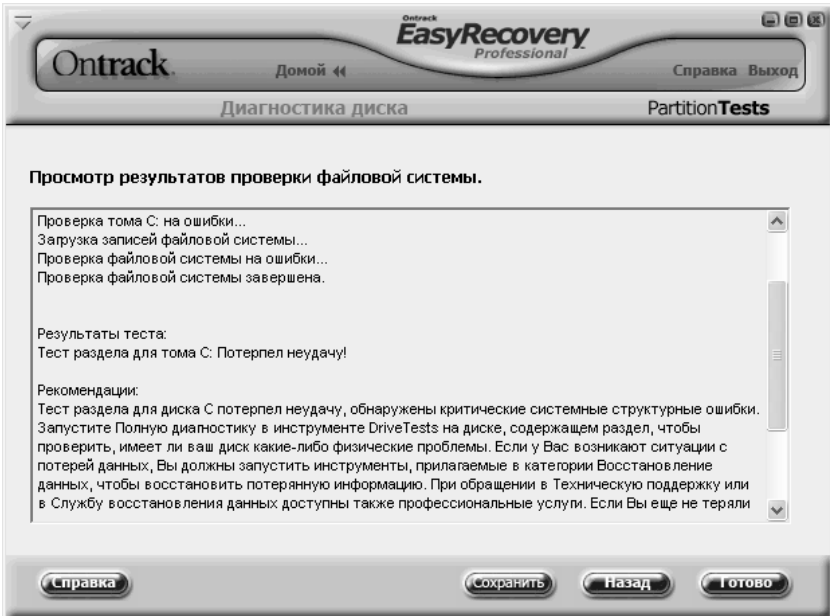 Ontrack
EasyRecovery
Professional
Ontrack.
Домой
Справка Выход
Диагностика диска
PartitionTests
Просмотр результатов проверки файловой системы.
Проверка тома C: на ошибки...
Загрузка записей файловой системы...
Проверка файловой системы на ошибки...
Проверка файловой системы завершена.
Результаты теста:
Тест раздела для тома C: Потерпел неудачу!
Рекомендации:
Тест раздела для диска C потерпел неудачу, обнаружены критические системные структурные ошибки.
Запустите Полную диагностику в инструменте DriveTests на диске, содержащем раздел, чтобы
проверить, имеет ли ваш диск какие-либо физические проблемы. Если у Вас возникают ситуации с
потерей данных, Вы должны запустить инструменты, прилагаемые в категории Восстановление
данных, чтобы восстановить потерянную информацию. При обращении в Техническую поддержку или
в Службу восстановления данных доступны также профессиональные услуги. Если Вы еще не теряли
Справка
Сохранить
Назад
Готово